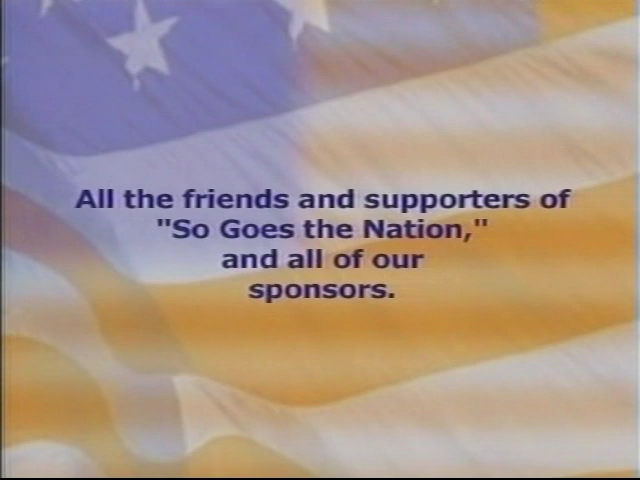 All the friends and supporters of
"So Goes the Nation,"
and all of our
sponsors.